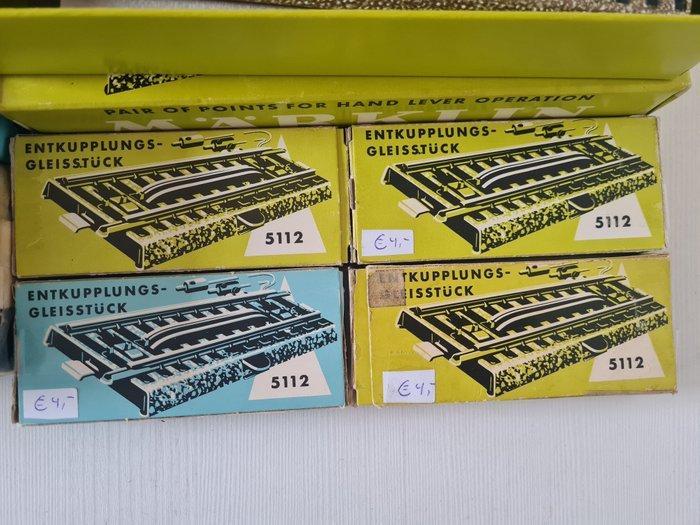 PAIR OF POINTS FOR HAND LEVER OPERATION
MÄRKLIN
ENTKUPPLUNGS-
GLEISSTÜCK
5112
ENTKUPPLUNGS-
GLEISSTÜCK
5112
€ 4,-
ENTKUPPLUNGS-
GLEISSTÜCK
5112
€ 4,-
ENTKUPPLUNGS-
GLEISSTÜCK
5112
€ 4,-